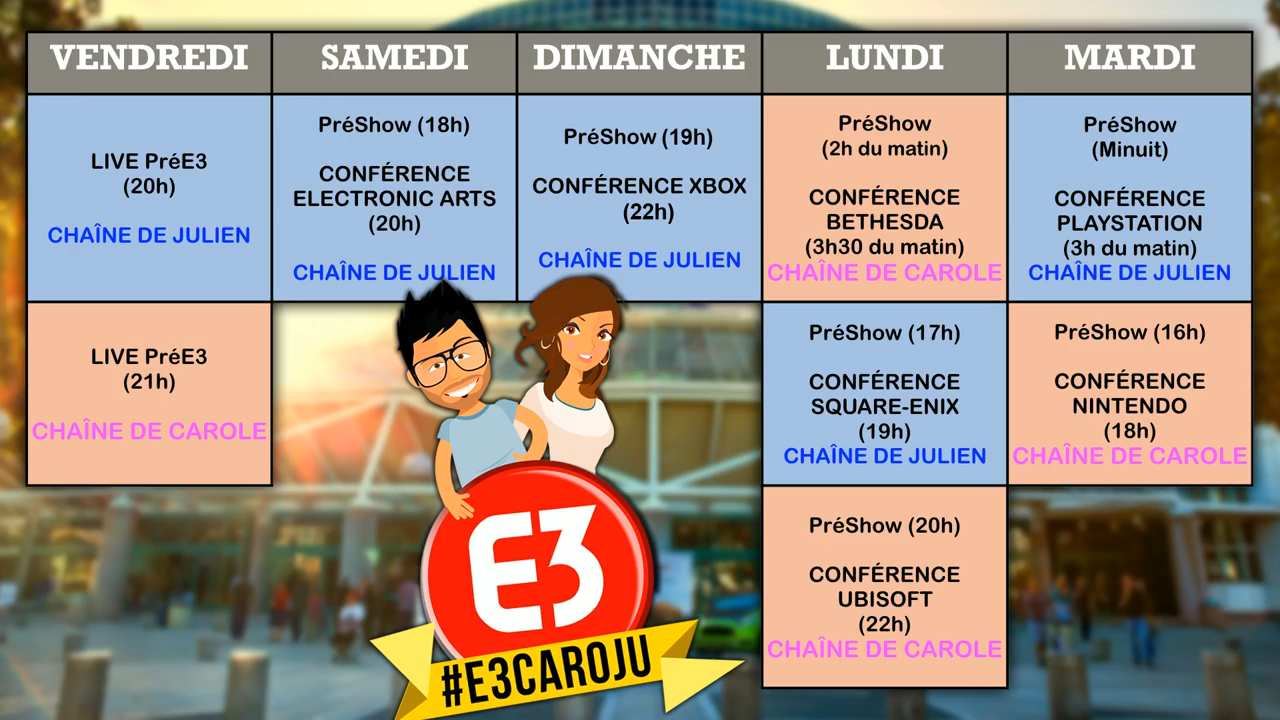 VENDREDI
SAMEDI
DIMANCHE
LUNDI
MARDI
LIVE PréE3
(20h)
CHAÎNE DE JULIEN
PréShow (18h)
CONFÉRENCE
ELECTRONIC ARTS
(20h)
CHAÎNE DE JULIEN
PréShow (19h)
CONFÉRENCE XBOX
(22h)
CHAÎNE DE JULIEN
PréShow
(2h du matin)
CONFÉRENCE
BETHESDA
(3h30 du matin)
CHAÎNE DE CAROLE
PréShow
(Minuit)
CONFÉRENCE
PLAYSTATION
(3h du matin)
CHAÎNE DE JULIEN
LIVE PréE3
(21h)
CHAÎNE DE CAROLE
PréShow (17h)
CONFÉRENCE
SQUARE-ENIX
(19h)
CHAÎNE DE JULIEN
PréShow (16h)
CONFÉRENCE
NINTENDO
(18h)
CHAÎNE DE CAROLE
PréShow (20h)
CONFÉRENCE
UBISOFT
(22h)
CHAÎNE DE CAROLE
E3
#E3CAROJU